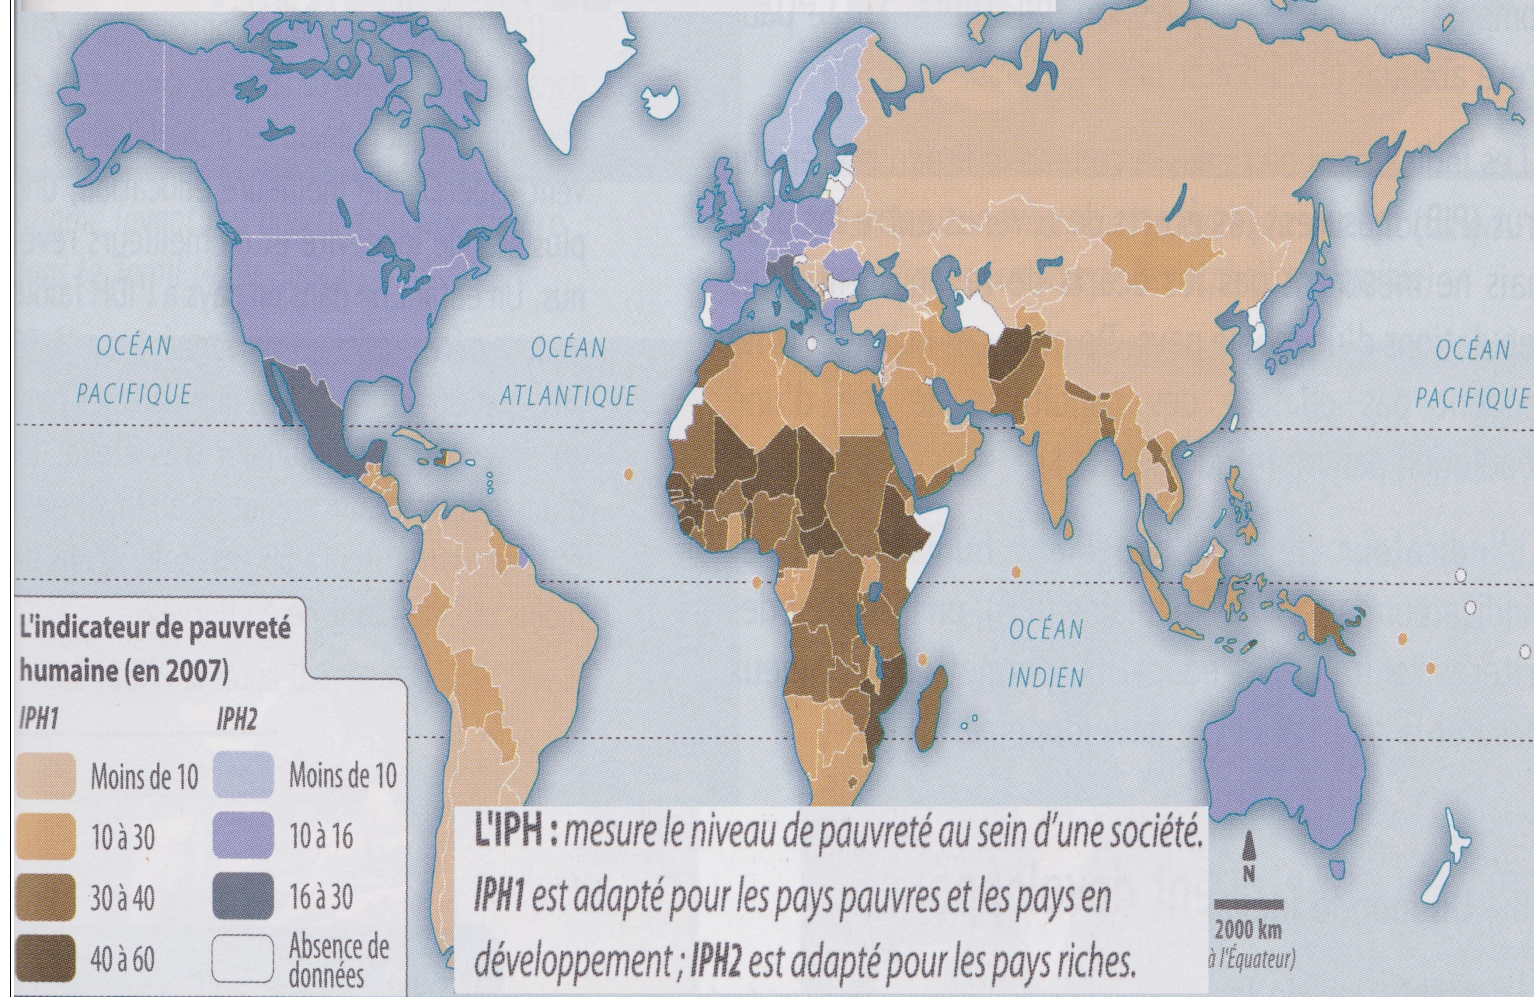 OCÉAN
PACIFIQUE
OCÉAN
ATLANTIQUE
OCÉAN
PACIFIQUE
OCÉAN
INDIEN
L'indicateur de pauvreté
humaine (en 2007)
IPH1 IPH2
Moins de 10 Moins de 10
10 à 30 10 à 16
30 à 40 16 à 30
40 à 60 Absence de
données
L'IPH : mesure le niveau de pauvreté au sein d'une société.
IPH1 est adapté pour les pays pauvres et les pays en
développement ; IPH2 est adapté pour les pays riches.
N
2000 km
à l'Équateur)